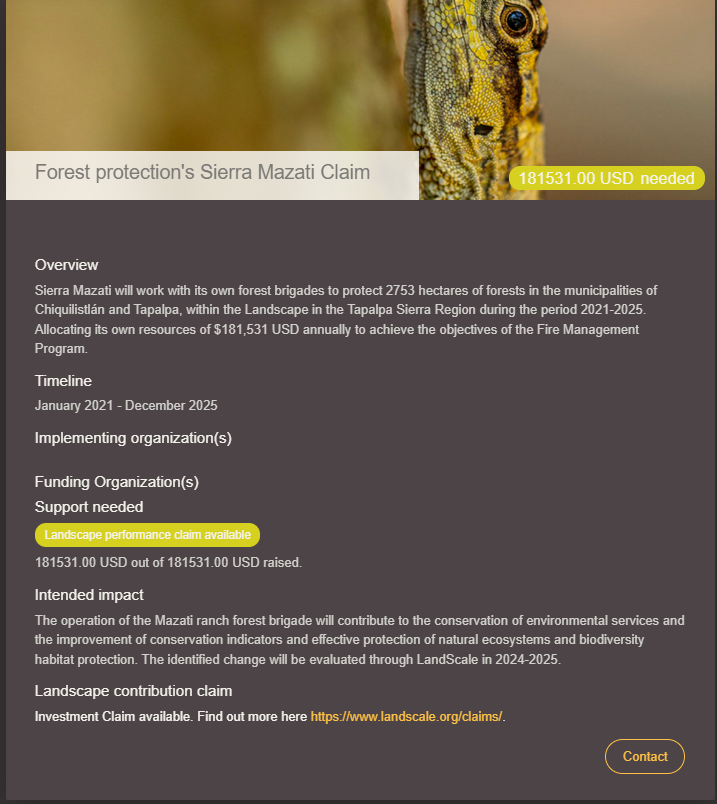 Forest protection's Sierra Mazati Claim
181531.00 USD needed
Overview
Sierra Mazati will work with its own forest brigades to protect 2753 hectares of forests in the municipalities of
Chiquilistlán and Tapalpa, within the Landscape in the Tapalpa Sierra Region during the period 2021-2025.
Allocating its own resources of $181,531 USD annually to achieve the objectives of the Fire Management
Program.
Timeline
January 2021 - December 2025
Implementing organization(s)
Funding Organization(s)
Support needed
Landscape performance claim available
181531.00 USD out of 181531.00 USD raised.
Intended impact
The operation of the Mazati ranch forest brigade will contribute to the conservation of environmental services and
the improvement of conservation indicators and effective protection of natural ecosystems and biodiversity
habitat protection. The identified change will be evaluated through LandScale in 2024-2025.
Landscape contribution claim
Investment Claim available. Find out more here https://www.landscale.org/claims/.
Contact